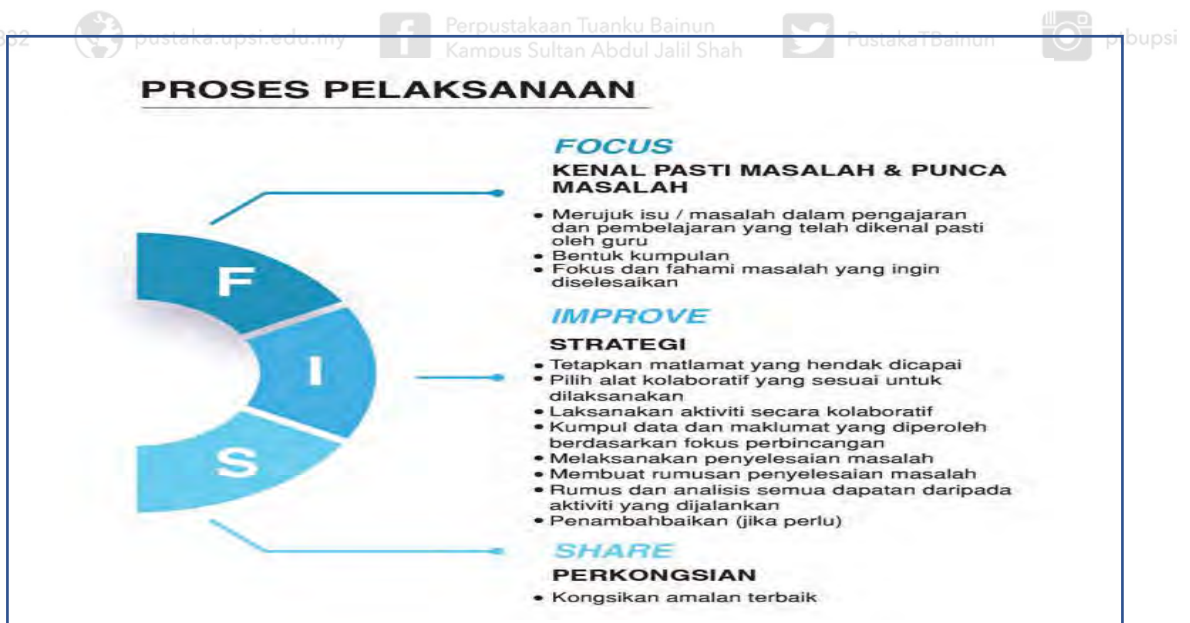 832
pustaka.upsi.edu.my
f
Perpustakaan Tuanku Bainun
Kampus Sultan Abdul Jalil Shah
PustakaTBainun
ptbupsi
PROSES PELAKSANAAN
FOCUS
KENAL PASTI MASALAH & PUNCA
MASALAH
• Merujuk isu / masalah dalam pengajaran
dan pembelajaran yang telah dikenal pasti
oleh guru
• Bentuk kumpulan
• Fokus dan fahami masalah yang ingin
diselesaikan
F
IMPROVE
STRATEGI
• Tetapkan matlamat yang hendak dicapai
• Pilih alat kolaboratif yang sesuai untuk
dilaksanakan
• Laksanakan aktiviti secara kolaboratif
• Kumpul data dan maklumat yang diperoleh
berdasarkan fokus perbincangan
• Melaksanakan penyelesaian masalah
• Membuat rumusan penyelesaian masalah
• Rumus dan analisis semua dapatan daripada
aktiviti yang dijalankan
• Penambahbaikan (jika perlu)
I
S
SHARE
PERKONGSIAN
• Kongsikan amalan terbaik